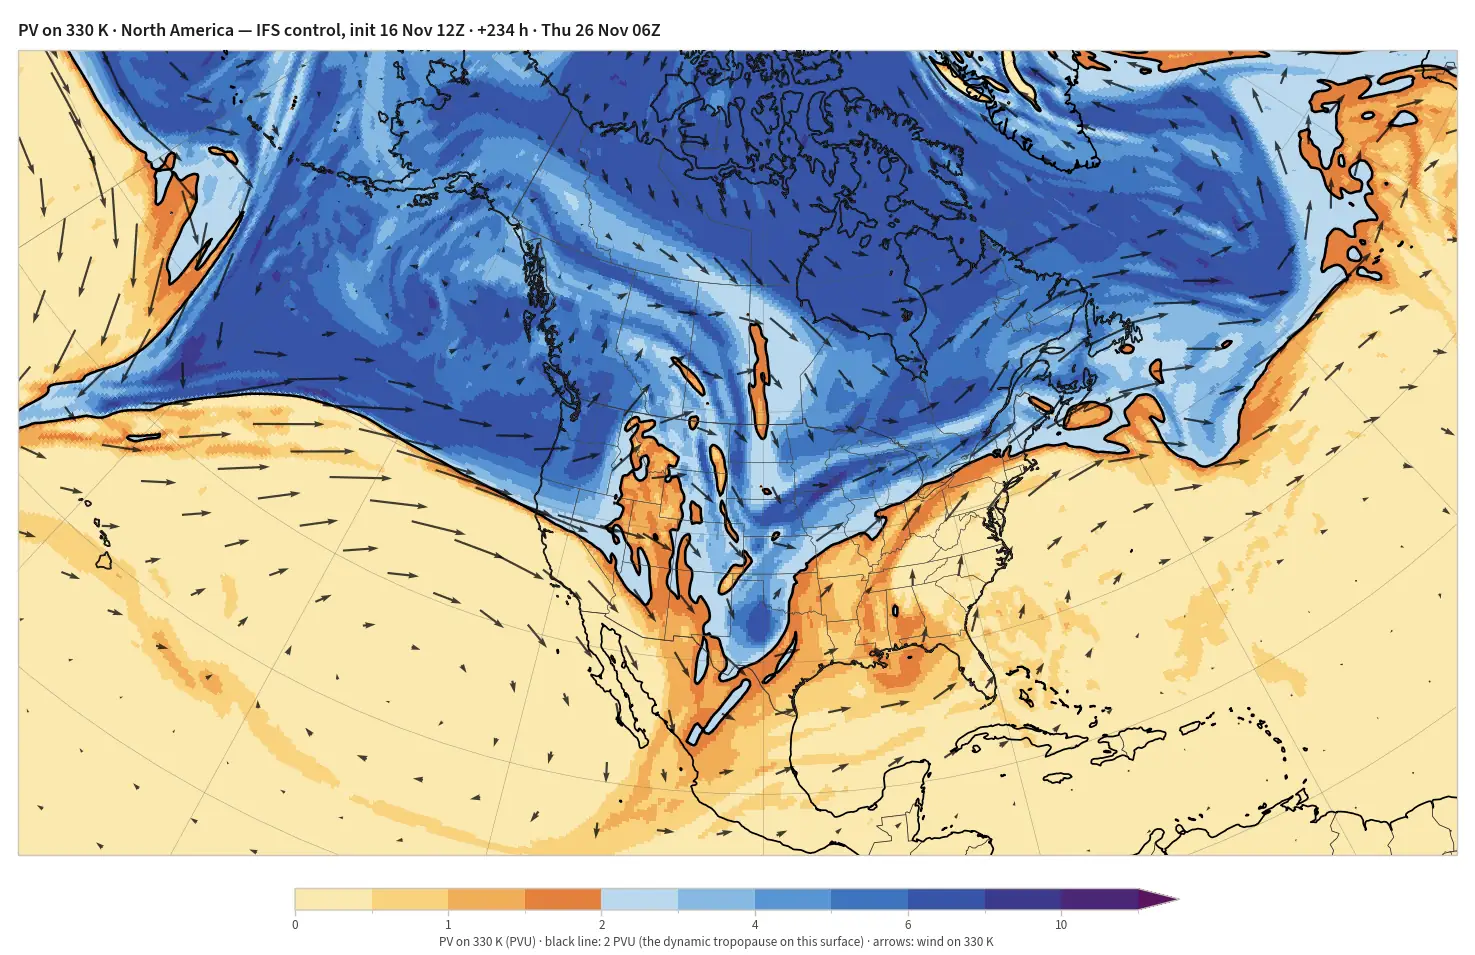 PV on 330 K · North America — IFS control, init 16 Nov 12Z · +234 h · Thu 26 Nov 06Z
0 1 2 4 6 10
PV on 330 K (PVU) · black line: 2 PVU (the dynamic tropopause on this surface) · arrows: wind on 330 K